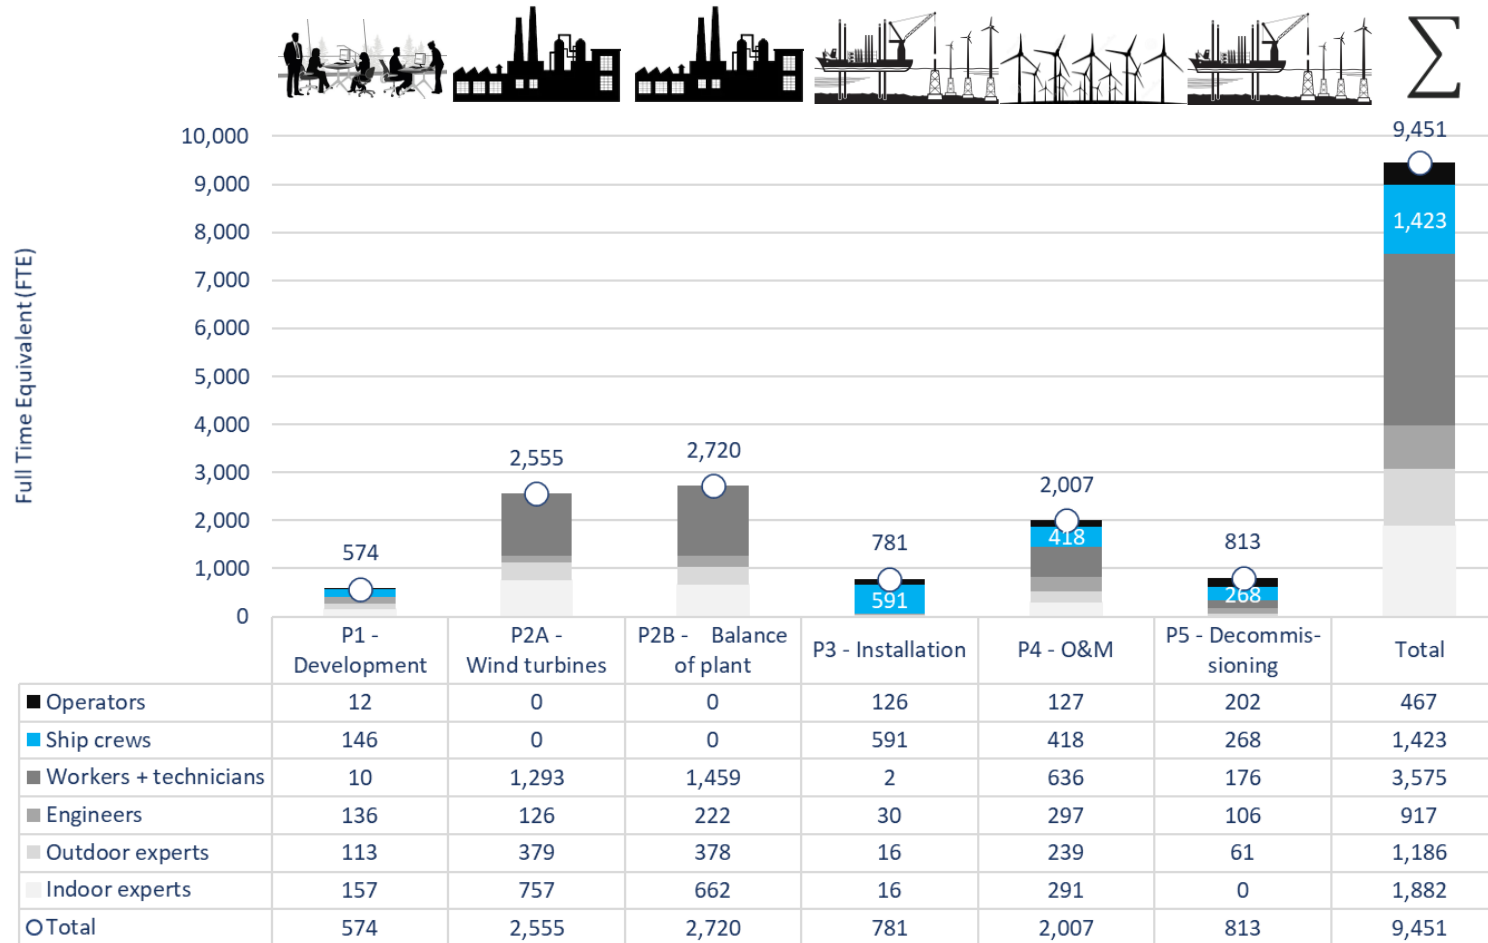 Σ
9,451
10,000
9,000
8,000
7,000
6,000
5,000
4,000
3,000
2,000
1,000
0
Full Time Equivalent (FTE)
574
2,555
2,720
781
2,007
813
591
418
268
1,423
P1 -
Development
P2A -
Wind turbines
P2B - Balance
of plant
P3 - Installation
P4 - O&M
P5 - Decommis-
sioning
Total
Operators 12 0 0 126 127 202 467
Ship crews 146 0 0 591 418 268 1,423
Workers + technicians 10 1,293 1,459 2 636 176 3,575
Engineers 136 126 222 30 297 106 917
Outdoor experts 113 379 378 16 239 61 1,186
Indoor experts 157 757 662 16 291 0 1,882
Total 574 2,555 2,720 781 2,007 813 9,451